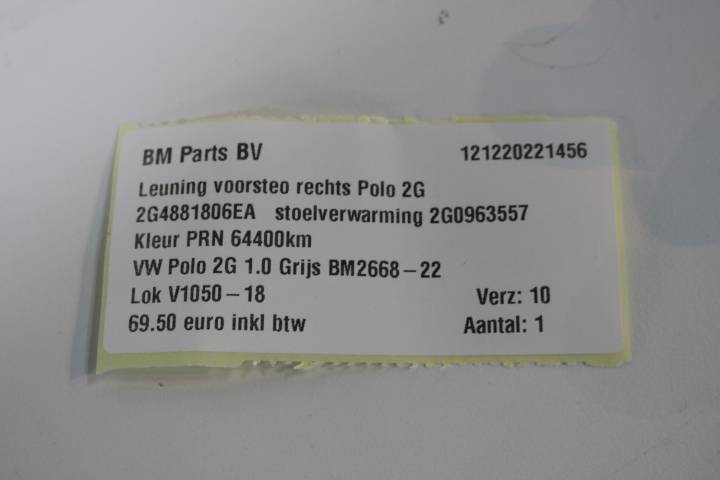 BM Parts BV 121220221456
Leuning voorsteo rechts Polo 2G
2G4881806EA stoelverwarming 2G0963557
Kleur PRN 64400km
VW Polo 2G 1.0 Grijs BM2668-22
Lok V1050-18 Verz: 10
69.50 euro inkl btw Aantal: 1